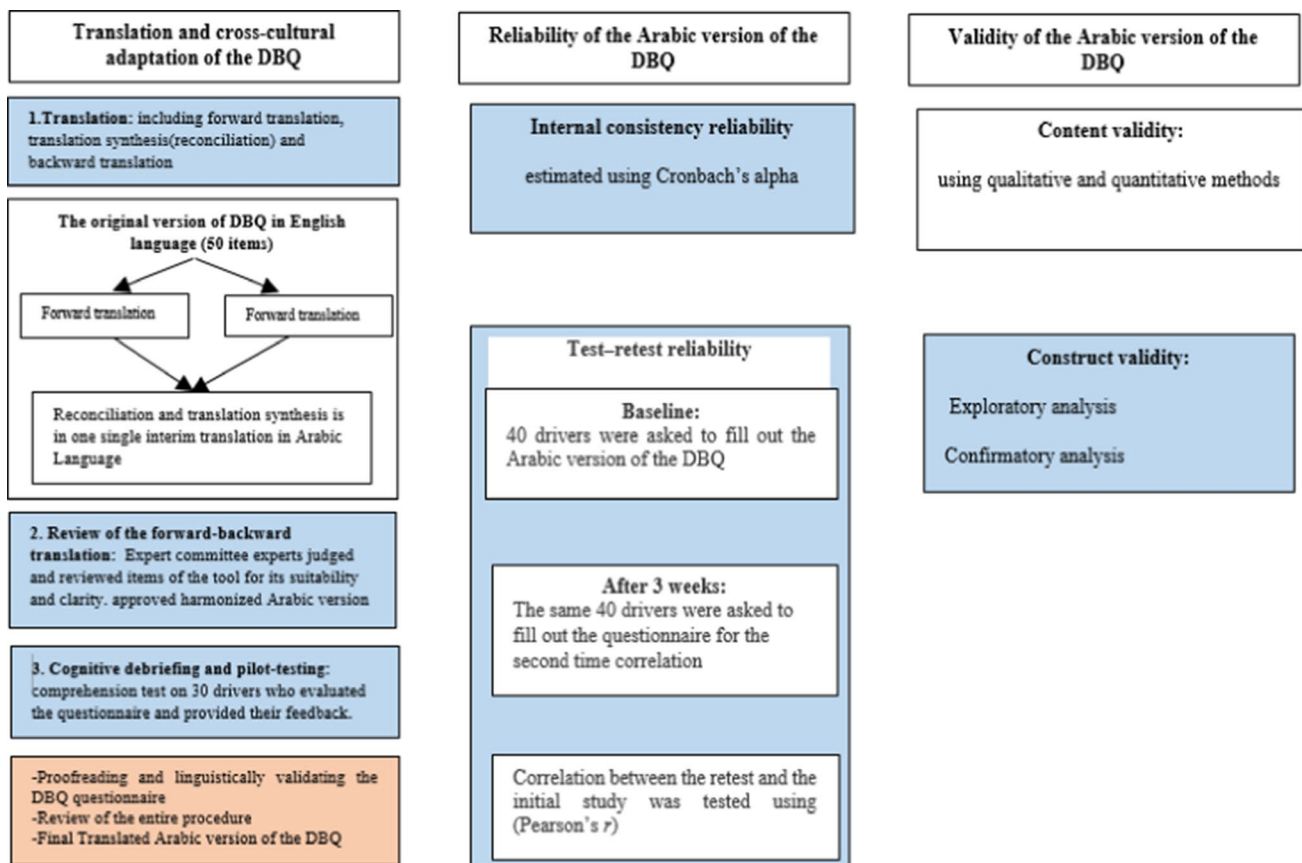 Translation and cross-cultural
adaptation of the DBQ
1.Translation: including forward translation,
translation synthesis(reconciliation) and
backward translation
The original version of DBQ in English
language (50 items)
Forward translation
Forward translation
Reconciliation and translation synthesis is
in one single interim translation in Arabic
Language
2. Review of the forward-backward
translation: Expert committee experts judged
and reviewed items of the tool for its suitability
and clarity. approved harmonized Arabic version
3. Cognitive debriefing and pilot-testing:
comprehension test on 30 drivers who evaluated
the questionnaire and provided their feedback.
-Proofreading and linguistically validating the
DBQ questionnaire
-Review of the entire procedure
-Final Translated Arabic version of the DBQ
Reliability of the Arabic version of the
DBQ
Internal consistency reliability
estimated using Cronbach's alpha
Test–retest reliability
Baseline:
40 drivers were asked to fill out the
Arabic version of the DBQ
After 3 weeks:
The same 40 drivers were asked to
fill out the questionnaire for the
second time correlation
Correlation between the retest and the
initial study was tested using
(Pearson's r)
Validity of the Arabic version of the
DBQ
Content validity:
using qualitative and quantitative methods
Construct validity:
Exploratory analysis
Confirmatory analysis